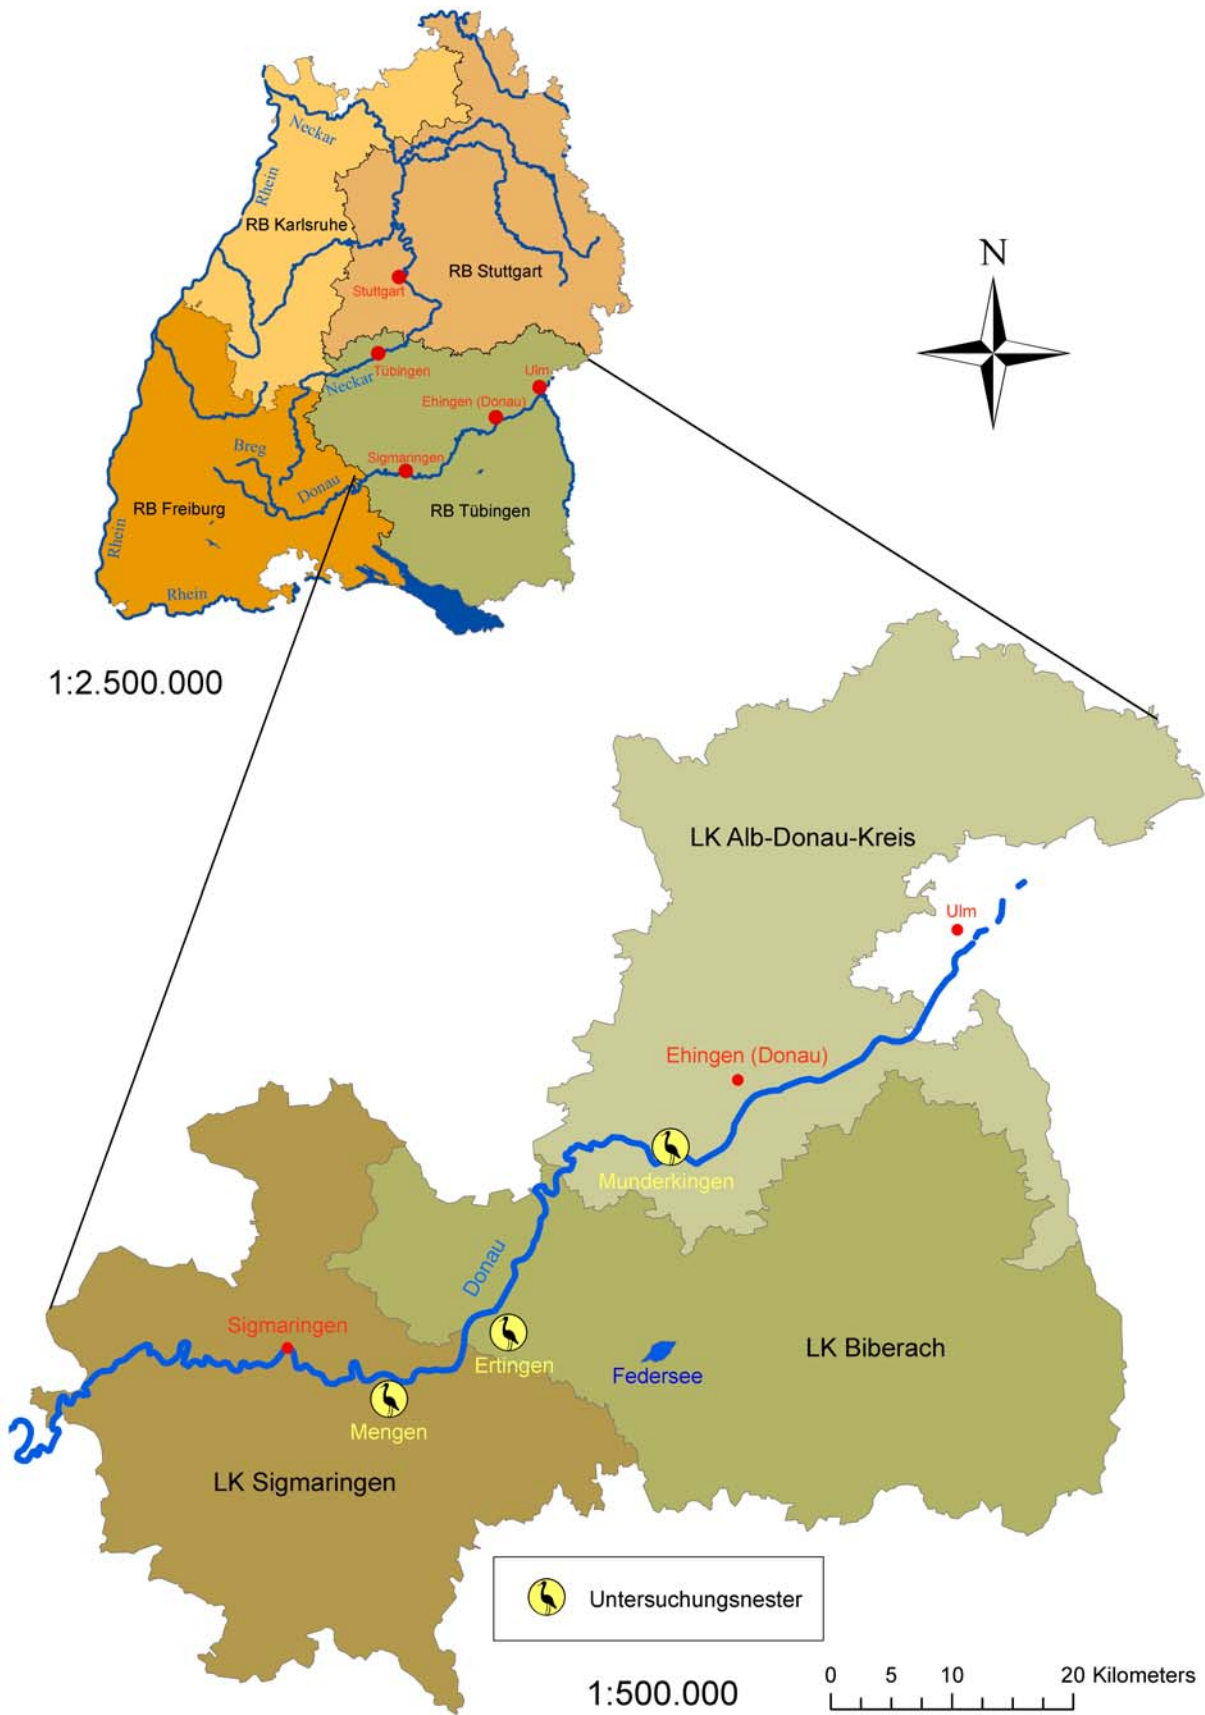 Neckar
Rhein
RB Karlsruhe
RB Stuttgart
N
Stuttgart
Tübingen
Neckar
Ulm
Ehingen (Donau)
Breg
Sigmaringen
Donau
RB Freiburg
RB Tübingen
Rhein
Rhein
1:2.500.000
LK Alb-Donau-Kreis
Ulm
Ehingen (Donau)
Munderkingen
Donau
Sigmaringen
Ertingen
LK Biberach
Federsee
Mengen
LK Sigmaringen
Untersuchungsnester
1:500.000
0 5 10 20 Kilometers